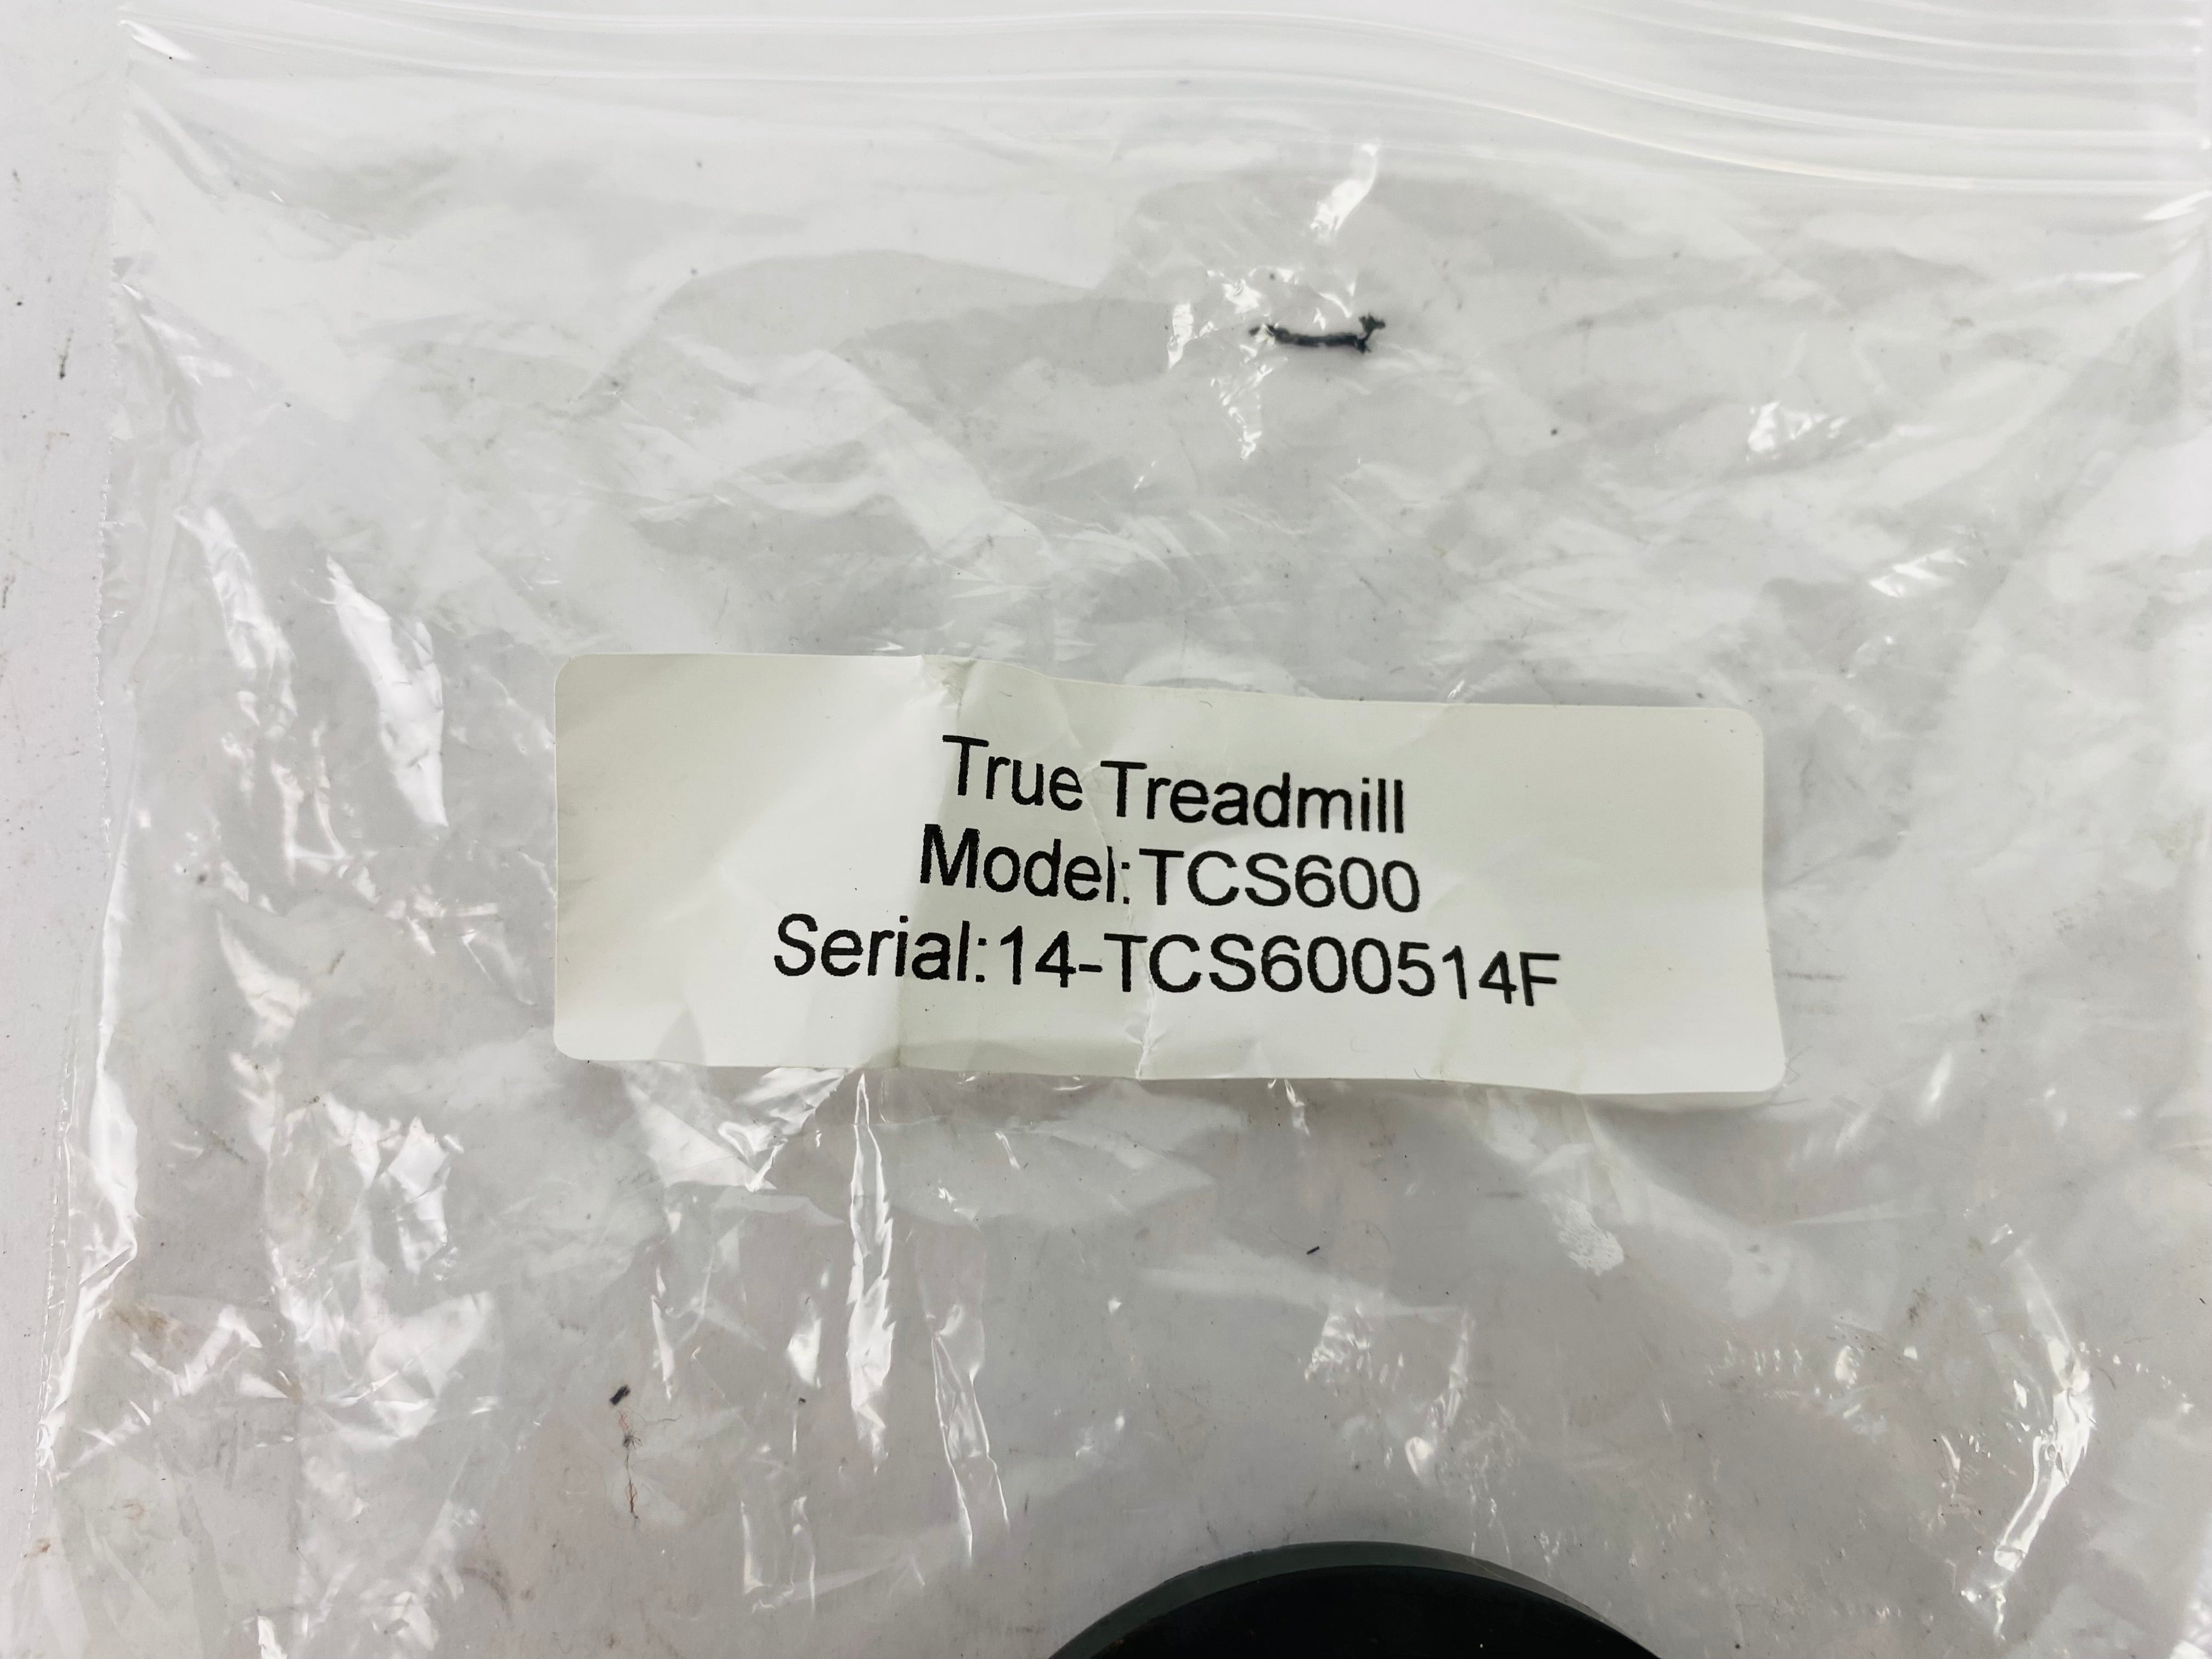 True Treadmill
Model:TCS600
Serial:14-TCS600514F